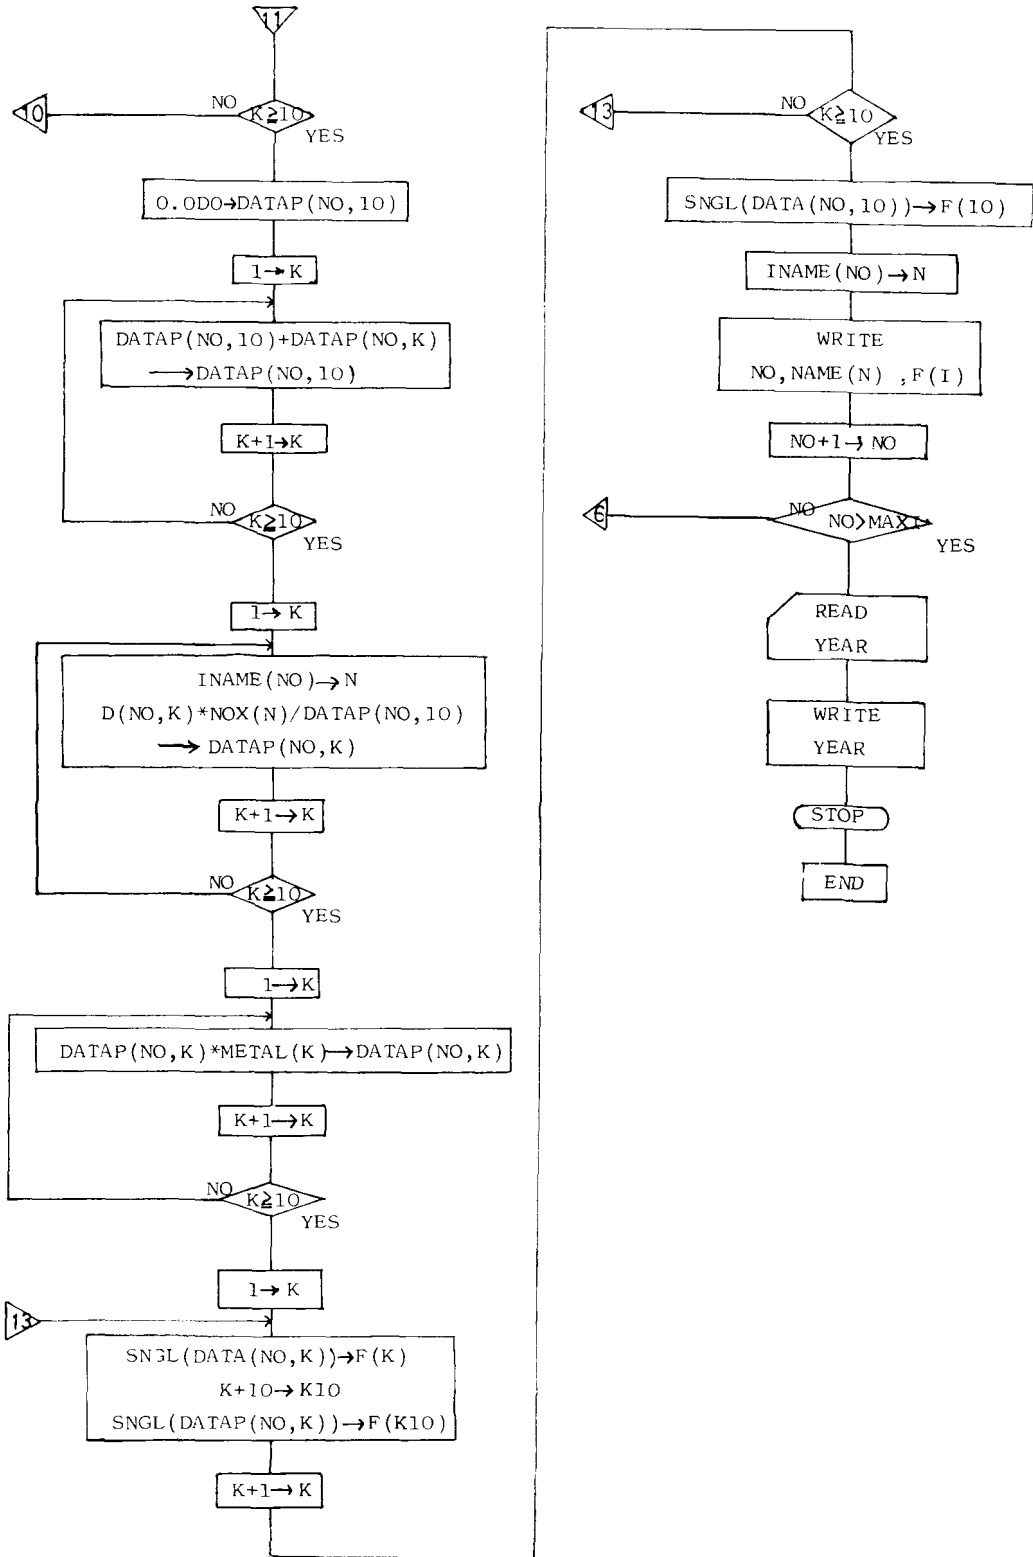 11
10
NO
K≧10
YES
0.0D0→DATAP(NO,10)
1→K
DATAP(NO,10)+DATAP(NO,K)
→DATAP(NO,10)
K+1→K
NO
K≧10
YES
1→K
INAME(NO)→N
D(NO,K)*NOX(N)/DATAP(NO,10)
→ DATAP(NO,K)
K+1→K
NO
K≧10
YES
1→K
DATAP(NO,K)*METAL(K)→DATAP(NO,K)
K+1→K
NO
K≧10
YES
1→K
13
SNGL(DATA(NO,K))→F(K)
K+10→K10
SNGL(DATAP(NO,K))→F(K10)
K+1→K
13
NO
K≧10
YES
SNGL(DATA(NO,10))→F(10)
INAME(NO)→N
WRITE
NO,NAME(N) ,F(I)
NO+1→NO
6
NO
NO>MAXI
YES
READ
YEAR
WRITE
YEAR
STOP
END